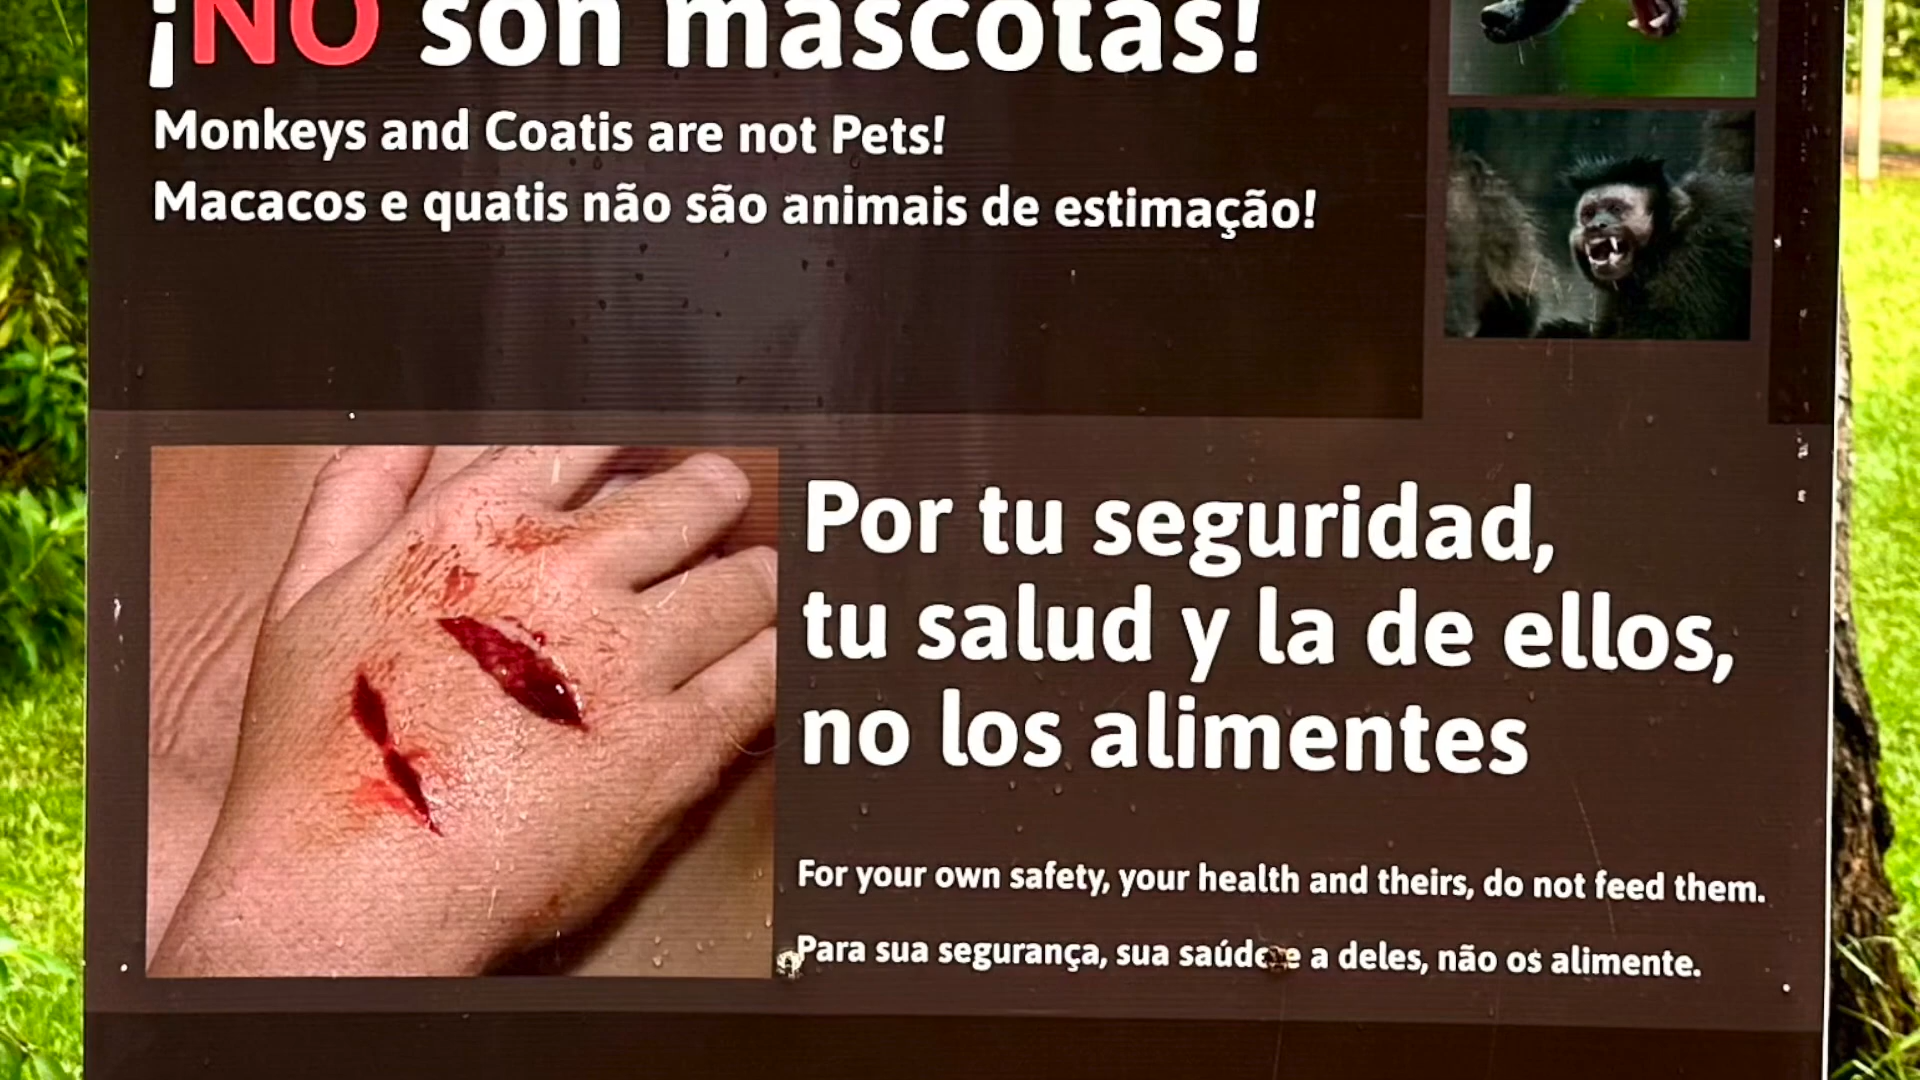 ¡NO son mascotas!
Monkeys and Coatis are not Pets!
Macacos e quatis não são animais de estimação!
Por tu seguridad,
tu salud y la de ellos,
no los alimentes
For your own safety, your health and theirs, do not feed them.
Para sua segurança, sua saúde e a deles, não os alimente.